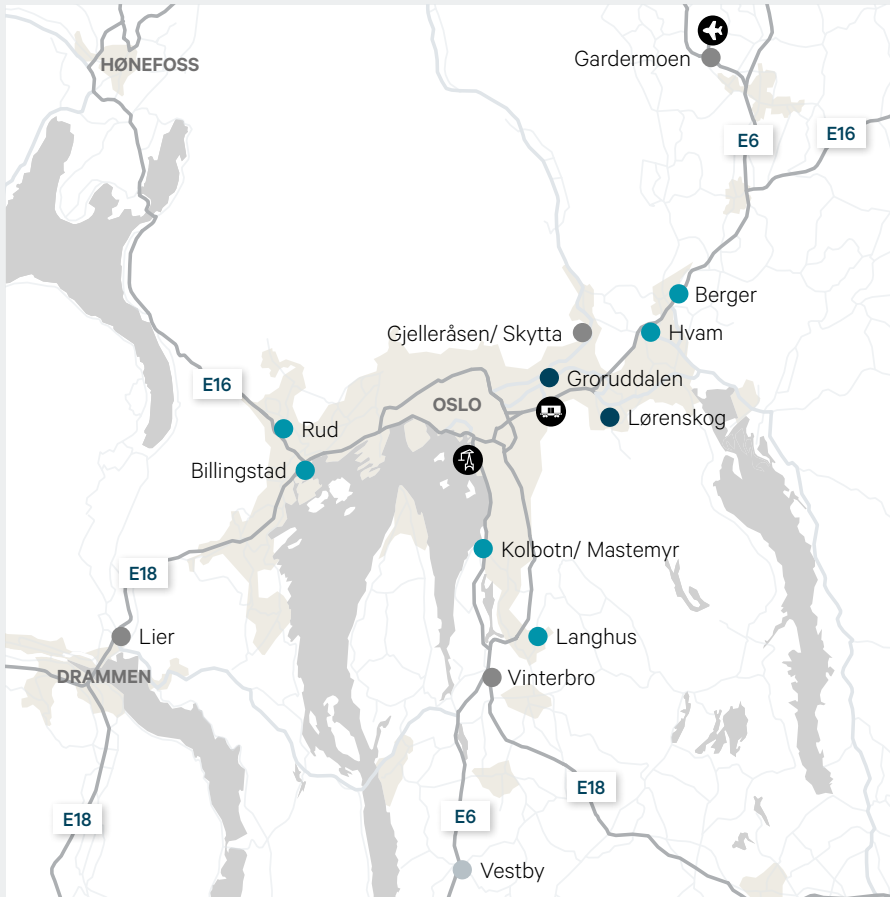 Gardermoen
HØNEFOSS
E6
E16
Berger
Gjelleråsen/ Skytta
Hvam
Groruddalen
E16
OSLO
Lørenskog
Rud
Billingstad
Kolbotn/ Mastemyr
E18
Lier
Langhus
DRAMMEN
Vinterbro
E18
E6
E18
Vestby